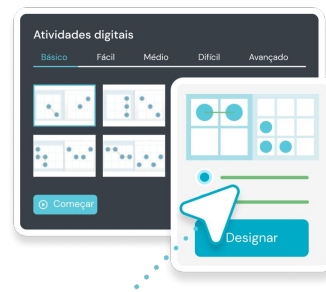 Atividades digitais
Básico Fácil Médio Difícil Avançado
Começar
Designar